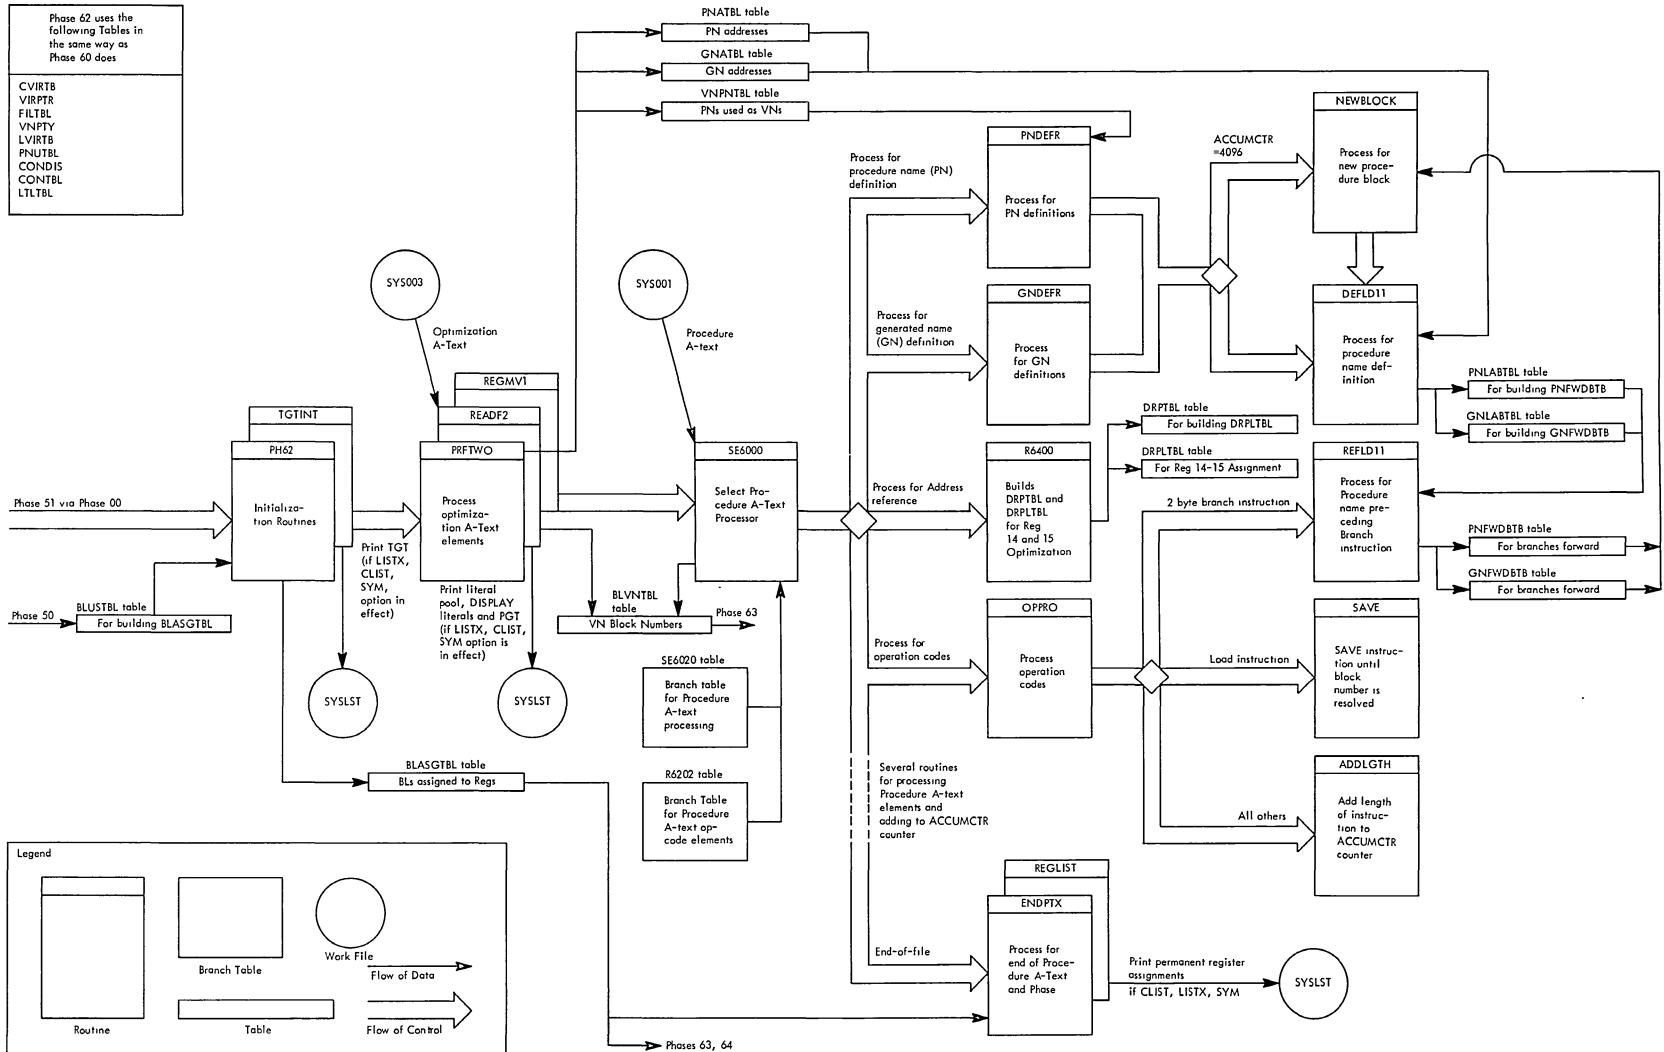 Phase 62 uses the
following Tables in
the same way as
Phase 60 does
CVIRTB
VIRPTR
FILTBL
VNPTY
LVIRTB
PNUTBL
CONDIS
CONTBL
LTLTBL
PNATBL table
PN addresses
GNATBL table
GN addresses
VNPNTBL table
PNs used as VNs
SYS003
Optimization
A-Text
SYS001
Procedure
A-text
Phase 51 via Phase 00
Phase 50
BLUSTBL table
For building BLASGTBL
TGTINT
PH62
Initializa-
tion Routines
Print TGT
(if LISTX,
CLIST,
SYM,
option in
effect)
SYSLST
REGMV1
READF2
PRFTWO
Process
optimization
A-Text
elements
Print literal
pool, DISPLAY
literals and PGT
(if LISTX, CLIST,
SYM option is
in effect)
SYSLST
BLVNTBL
table
VN Block Numbers
Phase 63
SE6000
Select Pro-
cedure A-Text
Processor
SE6020 table
Branch table
for Procedure
A-text
processing
R6202 table
Branch Table
for Procedure
A-text op-
code elements
BLASGTBL table
BLs assigned to Regs
Process for
procedure name (PN)
definition
PNDEFR
Process for
PN definitions
Process for
generated name
(GN) definition
GNDEFR
Process
for GN
definitions
Process for Address
reference
R6400
Builds
DRPTBL and
DRPLTBL
for Reg
14 and 15
Optimization
DRPTBL table
For building DRPLTBL
DRPLTBL table
For Reg 14-15 Assignment
Process for
operation codes
OPPRO
Process
operation
codes
Several routines
for processing
Procedure A-text
elements and
adding to ACCUMCTR
counter
End-of-file
REGLIST
ENDPTX
Process for
end of Proce-
dure A-Text
and Phase
Print permanent register
assignments
if CLIST, LISTX, SYM
SYSLST
Phases 63, 64
ACCUMCTR
=4096
NEWBLOCK
Process for
new proce-
dure block
DEFLD11
Process for
procedure
name def-
inition
PNLABTBL table
For building PNFWDBTB
GNLABTBL table
For building GNFWDBTB
2 byte branch instruction
REFLD11
Process for
Procedure
name pre-
ceding
Branch
instruction
PNFWDBTB table
For branches forward
GNFWDBTB table
For branches forward
Load instruction
SAVE
SAVE instruc-
tion until
block
number is
resolved
All others
ADDLGTH
Add length
of instruc-
tion to
ACCUMCTR
counter
Legend
Routine
Branch Table
Table
Work File
Flow of Data
Flow of Control